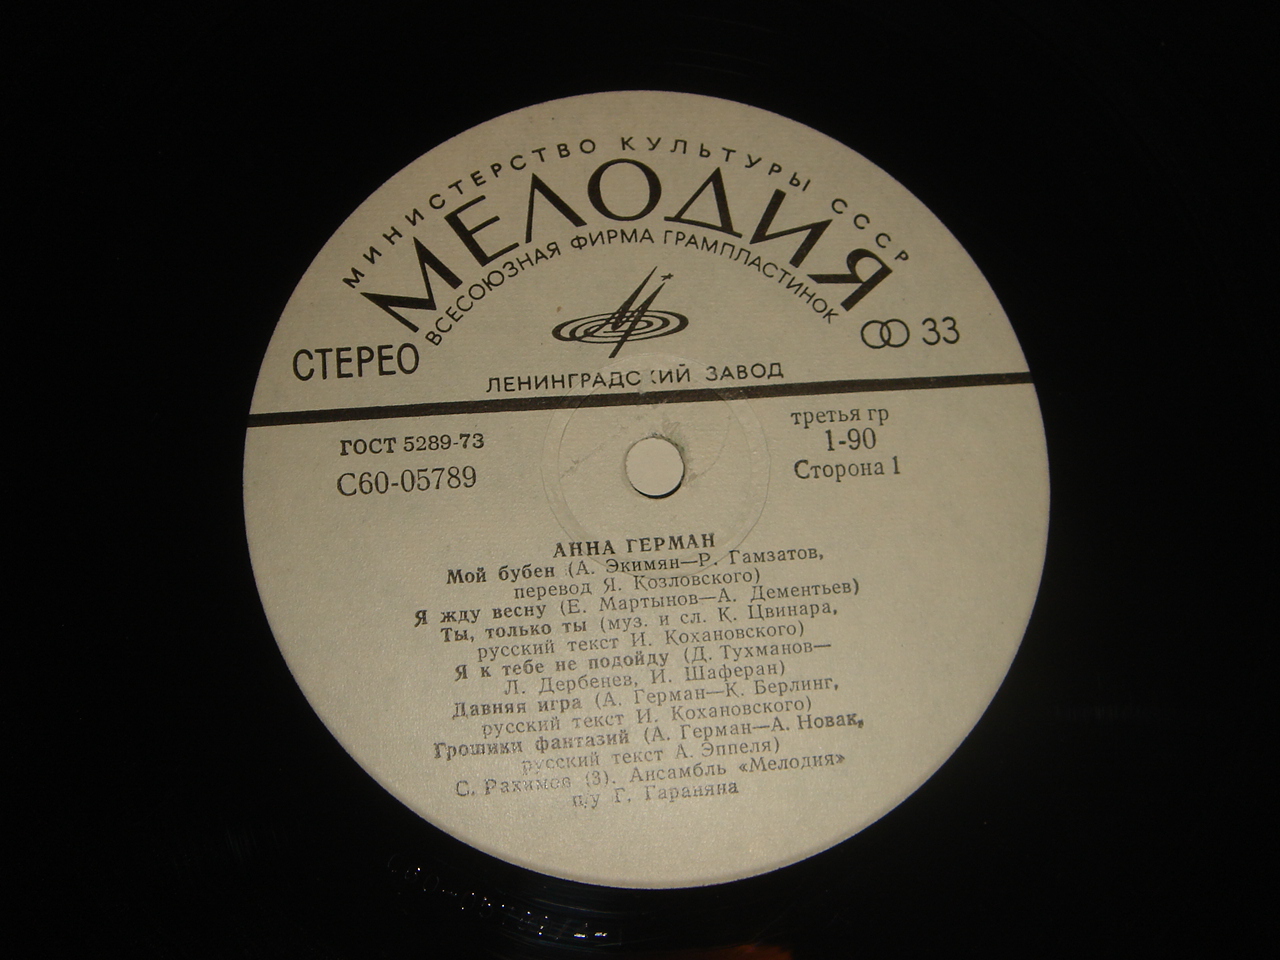 МИНИСТЕРСТВО КУЛЬТУРЫ СССР
МЕЛОДИЯ
ВСЕСОЮЗНАЯ ФИРМА ГРАМПЛАСТИНОК
СТЕРЕО
33
ЛЕНИНГРАДСКИЙ ЗАВОД
ГОСТ 5289-73
С60-05789
третья гр
1-90
Сторона 1
АННА ГЕРМАН
Мой бубен (А. Экимян—Р. Гамзатов,
перевод Я. Козловского)
Я жду весну (Е. Мартынов—А. Дементьев)
Ты, только ты (муз. и сл. К. Цвинара,
русский текст И. Кохановского)
Я к тебе не подойду (Д. Тухманов—
Л. Дербенев, И. Шаферан)
Давняя игра (А. Герман—К. Берлинг,
русский текст И. Кохановского)
Грошики фантазий (А. Герман—А. Новак,
русский текст А. Эппеля)
С. Рахимов (3). Ансамбль «Мелодия»
п/у Г. Гараняна